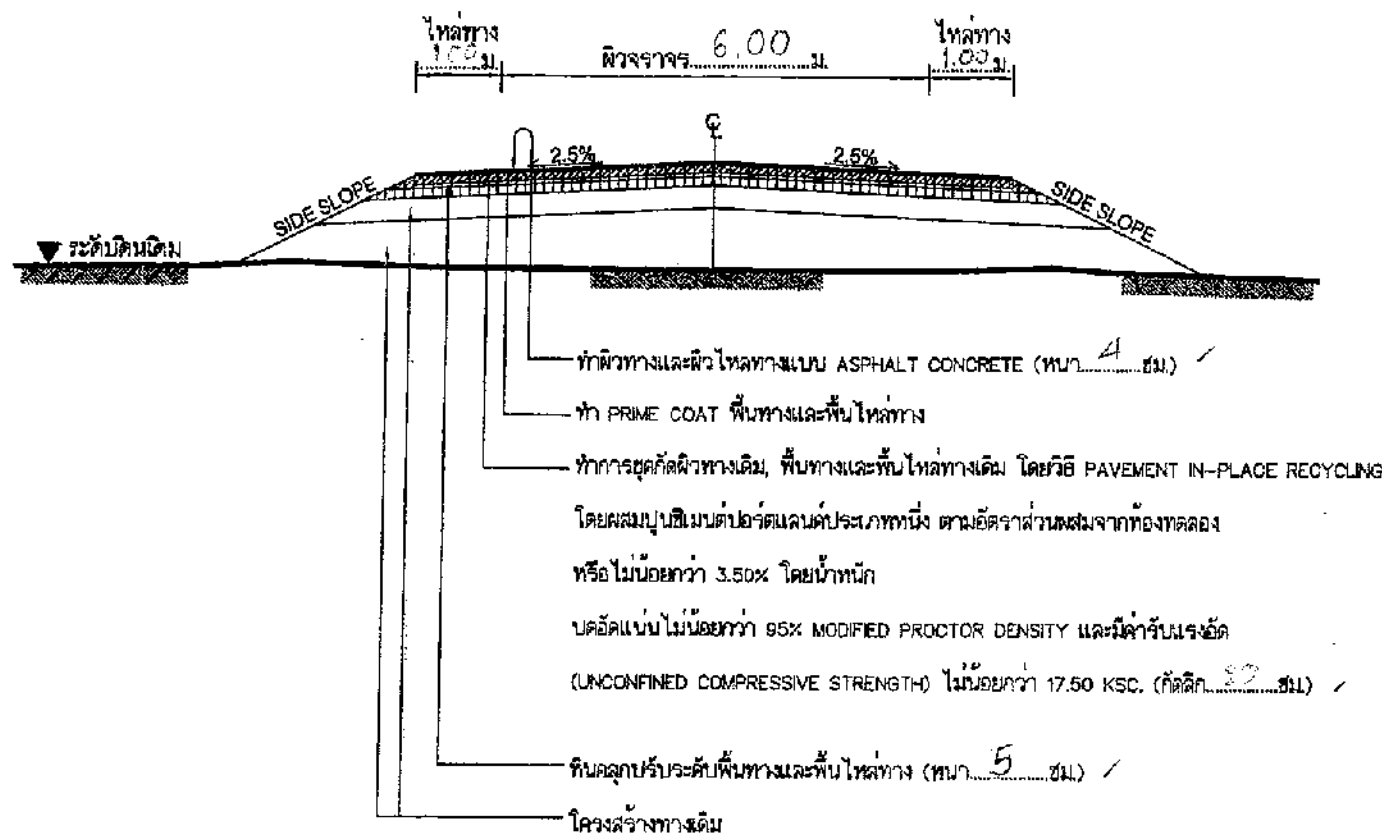 ไหล่ทาง
1.00 ม.
ผิวจราจร 6.00 ม.
ไหล่ทาง
1.00 ม.
℄
2.5%
2.5%
SIDE SLOPE
SIDE SLOPE
ระดับดินเดิม
ทำผิวทางและผิวไหล่ทางแบบ ASPHALT CONCRETE (หนา 4 ซม.)
ทำ PRIME COAT พื้นทางและพื้นไหล่ทาง
ทำการขุดกัดผิวทางเดิม, พื้นทางและพื้นไหล่ทางเดิม โดยวิธี PAVEMENT IN-PLACE RECYCLING
โดยผสมปูนซีเมนต์ปอร์ตแลนด์ประเภทหนึ่ง ตามอัตราส่วนผสมจากห้องทดลอง
หรือไม่น้อยกว่า 3.50% โดยน้ำหนัก
บดอัดแน่นไม่น้อยกว่า 95% MODIFIED PROCTOR DENSITY และมีค่ารับแรงอัด
(UNCONFINED COMPRESSIVE STRENGTH) ไม่น้อยกว่า 17.50 KSC. (กัดลึก ซม.)
หินคลุกปรับระดับพื้นทางและพื้นไหล่ทาง (หนา 5 ซม.)
โครงสร้างทางเดิม